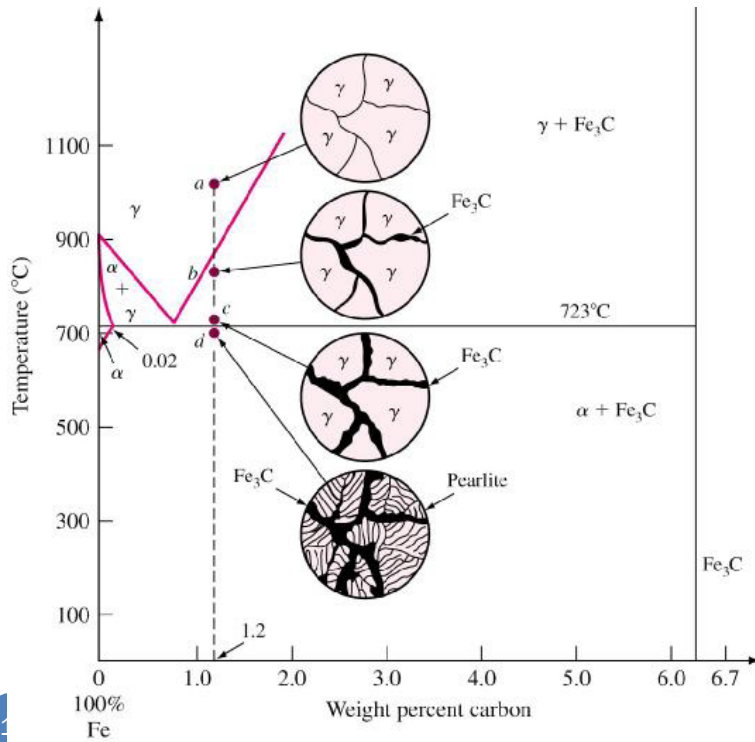 γ γ
γ γ
γ + Fe₃C
1100
a
γ
Fe₃C
900
γ γ
α
+
γ
b
γ γ
723°C
c
700
d
Temperature (°C)
0.02
α
γ γ
γ γ
Fe₃C
α + Fe₃C
500
Fe₃C
Pearlite
300
Fe₃C
100
1.2
0 1.0 2.0 3.0 4.0 5.0 6.0 6.7
100%
Fe
Weight percent carbon